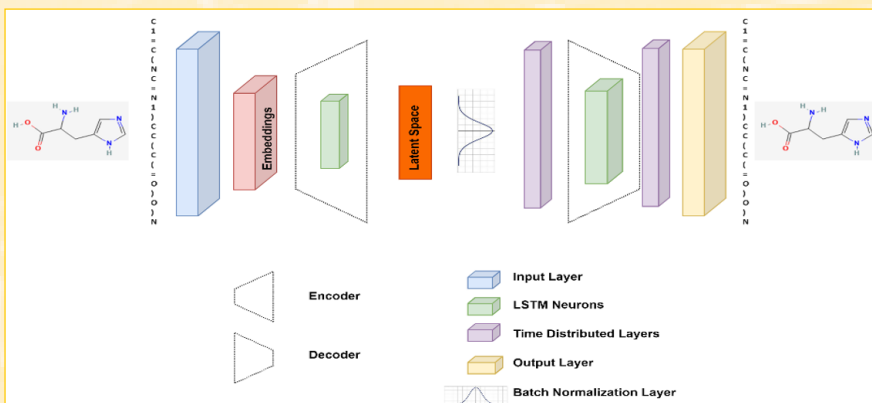 C1=C(NC=N1)CC(C(=O)O)N
H
N
H
H
O
O
N
N
H
Embeddings
Latent Space
C1=C(NC=N1)CC(C(=O)O)N
H
N
H
H
O
O
N
N
H
Encoder
Decoder
Input Layer
LSTM Neurons
Time Distributed Layers
Output Layer
Batch Normalization Layer